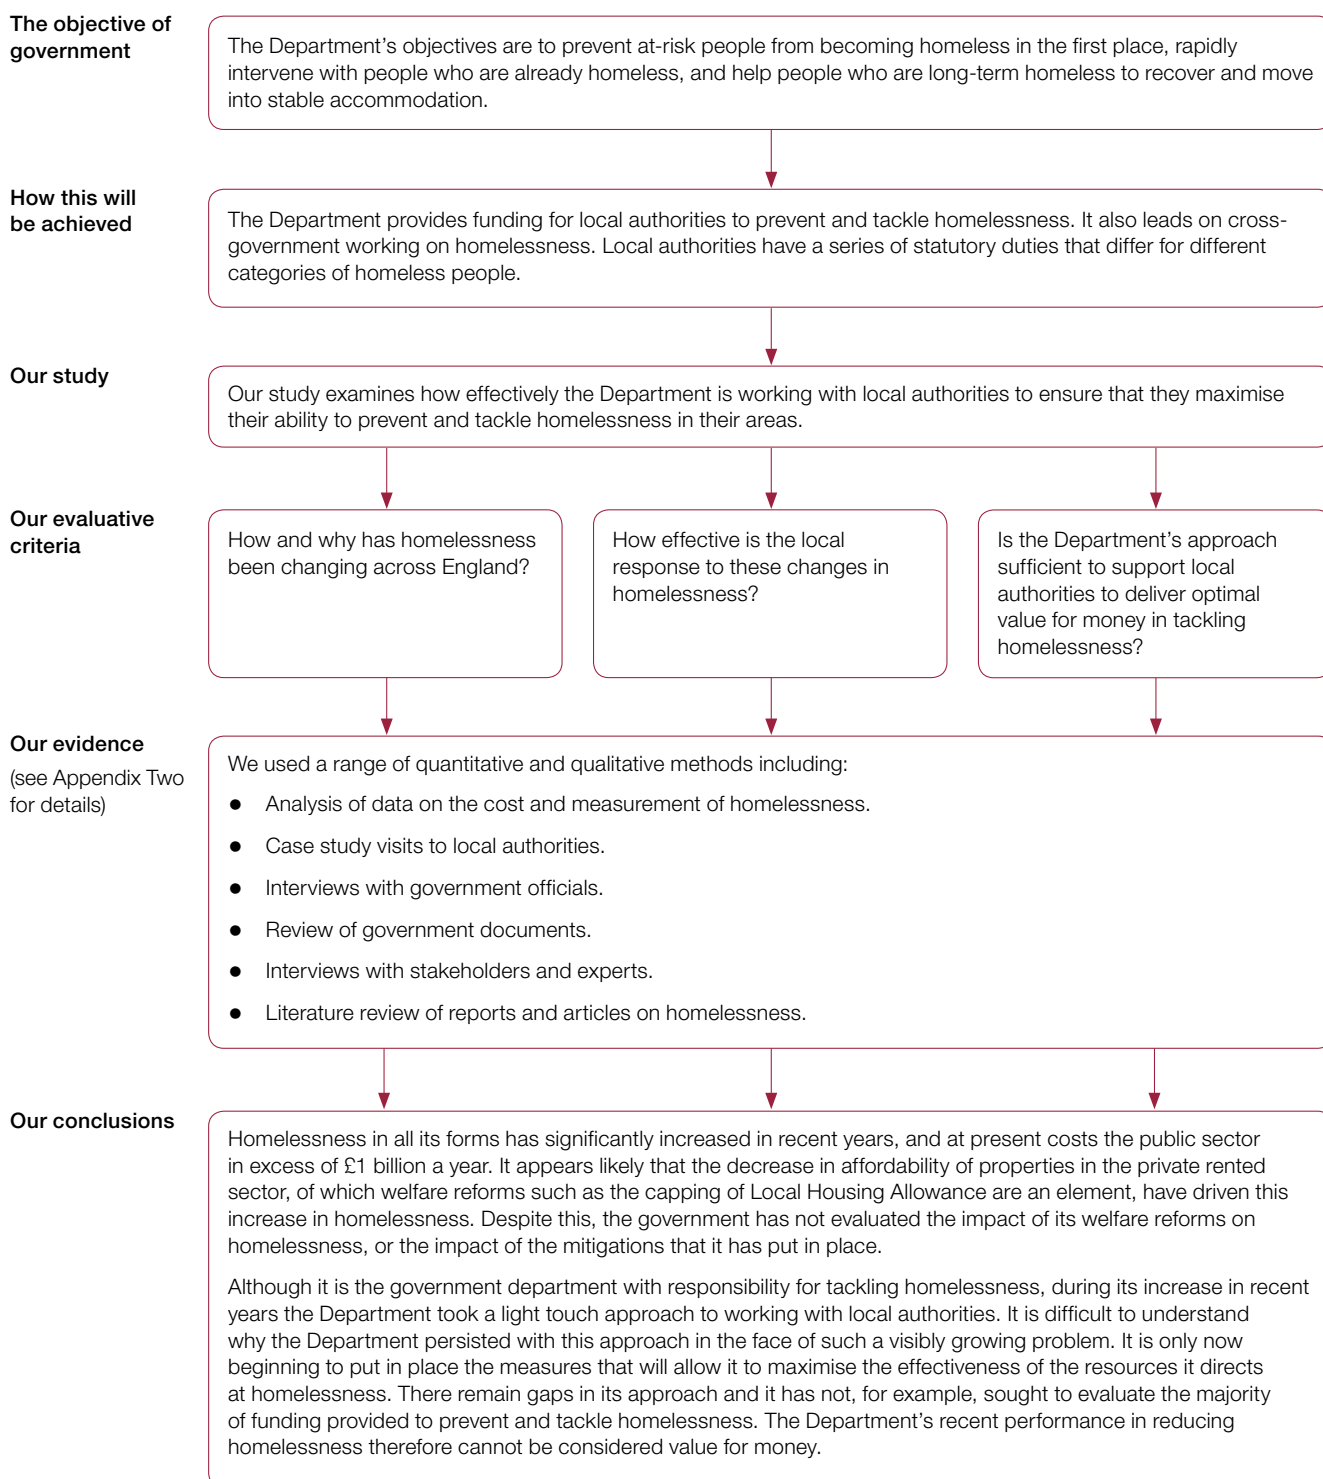 The objective of
government
The Department's objectives are to prevent at-risk people from becoming homeless in the first place, rapidly
intervene with people who are already homeless, and help people who are long-term homeless to recover and move
into stable accommodation.
How this will
be achieved
The Department provides funding for local authorities to prevent and tackle homelessness. It also leads on cross-
government working on homelessness. Local authorities have a series of statutory duties that differ for different
categories of homeless people.
Our study
Our study examines how effectively the Department is working with local authorities to ensure that they maximise
their ability to prevent and tackle homelessness in their areas.
Our evaluative
criteria
How and why has homelessness
been changing across England?
How effective is the local
response to these changes in
homelessness?
Is the Department's approach
sufficient to support local
authorities to deliver optimal
value for money in tackling
homelessness?
Our evidence
(see Appendix Two
for details)
We used a range of quantitative and qualitative methods including:
● Analysis of data on the cost and measurement of homelessness.
● Case study visits to local authorities.
● Interviews with government officials.
● Review of government documents.
● Interviews with stakeholders and experts.
● Literature review of reports and articles on homelessness.
Our conclusions
Homelessness in all its forms has significantly increased in recent years, and at present costs the public sector
in excess of £1 billion a year. It appears likely that the decrease in affordability of properties in the private rented
sector, of which welfare reforms such as the capping of Local Housing Allowance are an element, have driven this
increase in homelessness. Despite this, the government has not evaluated the impact of its welfare reforms on
homelessness, or the impact of the mitigations that it has put in place.
Although it is the government department with responsibility for tackling homelessness, during its increase in recent
years the Department took a light touch approach to working with local authorities. It is difficult to understand
why the Department persisted with this approach in the face of such a visibly growing problem. It is only now
beginning to put in place the measures that will allow it to maximise the effectiveness of the resources it directs
at homelessness. There remain gaps in its approach and it has not, for example, sought to evaluate the majority
of funding provided to prevent and tackle homelessness. The Department's recent performance in reducing
homelessness therefore cannot be considered value for money.